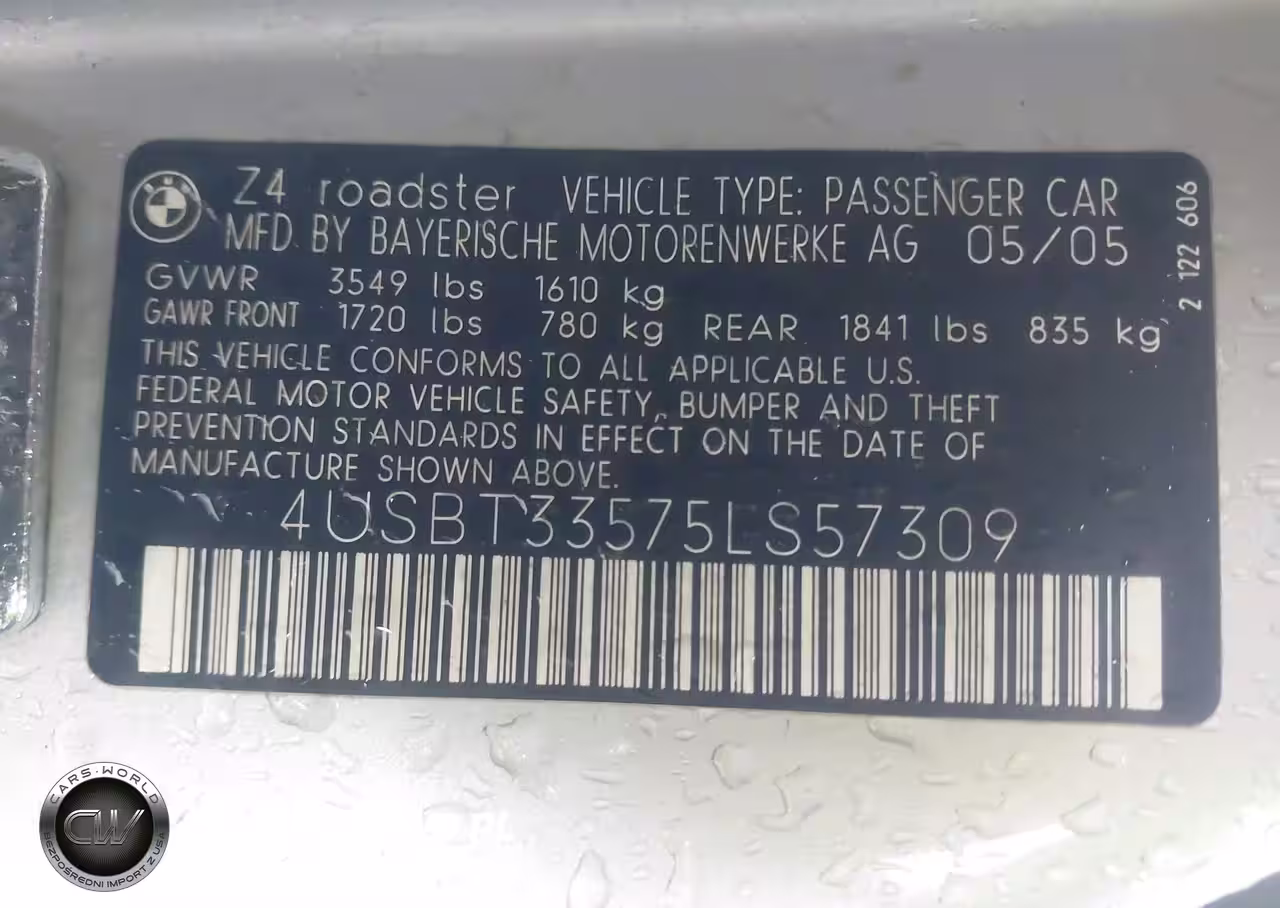 Z4 roadster VEHICLE TYPE: PASSENGER CAR
MFD. BY BAYERISCHE MOTORENWERKE AG 05/05
GVWR 3549 lbs 1610 kg
GAWR FRONT 1720 lbs 780 kg REAR 1841 lbs 835 kg
THIS VEHICLE CONFORMS TO ALL APPLICABLE U.S.
FEDERAL MOTOR VEHICLE SAFETY, BUMPER AND THEFT
PREVENTION STANDARDS IN EFFECT ON THE DATE OF
MANUFACTURE SHOWN ABOVE.
4USBT33575LS57309
2 122 606
CARS-WORLD
CW
BEZPOŚREDNI IMPORT Z USA